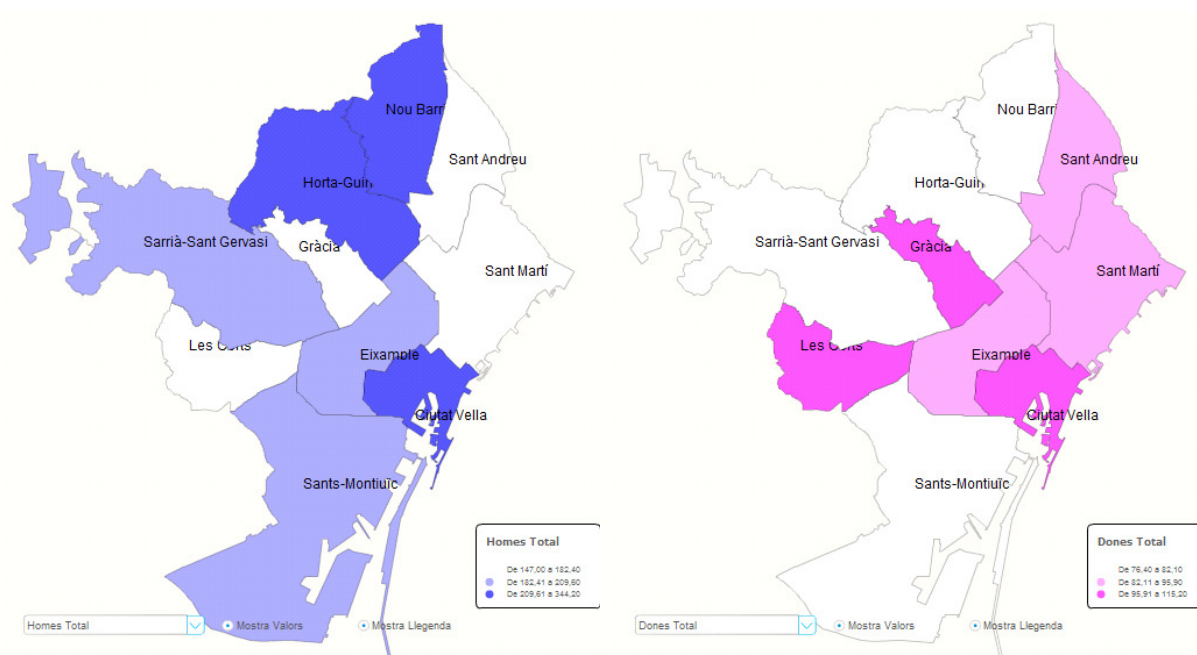 Nou Barr
Sant Andreu
Horta-Guin
Sarrià-Sant Gervasi
Gràcia
Sant Martí
Les Corts
Eixample
Ciutat Vella
Sants-Montjuïc
Homes Total
De 147,00 a 182,40
De 182,41 a 209,60
De 209,61 a 344,20
Homes Total
Mostra Valors
Mostra Llegenda
Nou Barr
Sant Andreu
Horta-Guin
Sarrià-Sant Gervasi
Gràcia
Sant Martí
Les Corts
Eixample
Ciutat Vella
Sants-Montjuïc
Dones Total
De 76,40 a 82,10
De 82,11 a 95,90
De 95,91 a 115,20
Dones Total
Mostra Valors
Mostra Llegenda